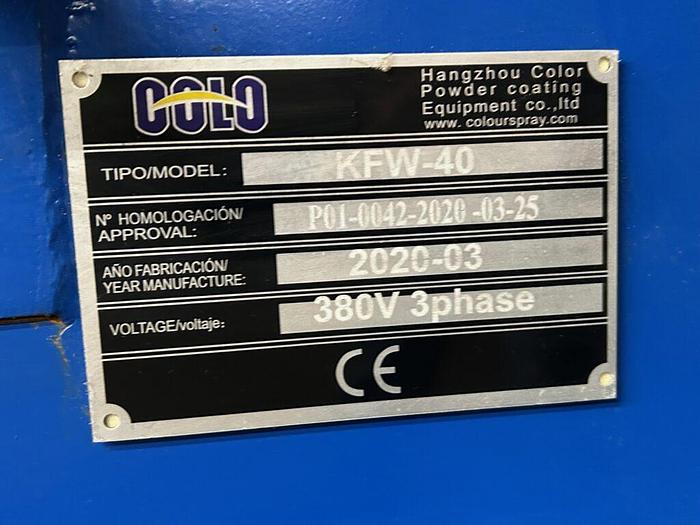 COLO
Hangzhou Color
Powder coating
Equipment co.,ltd
www. colourspray.com
TIPO/MODEL: KFW-40
Nº HOMOLOGACIÓN/
APPROVAL: P01-0042-2020 -03-25
AÑO FABRICACIÓN/
YEAR MANUFACTURE: 2020-03
VOLTAGE/voltaje: 380V 3phase
CE